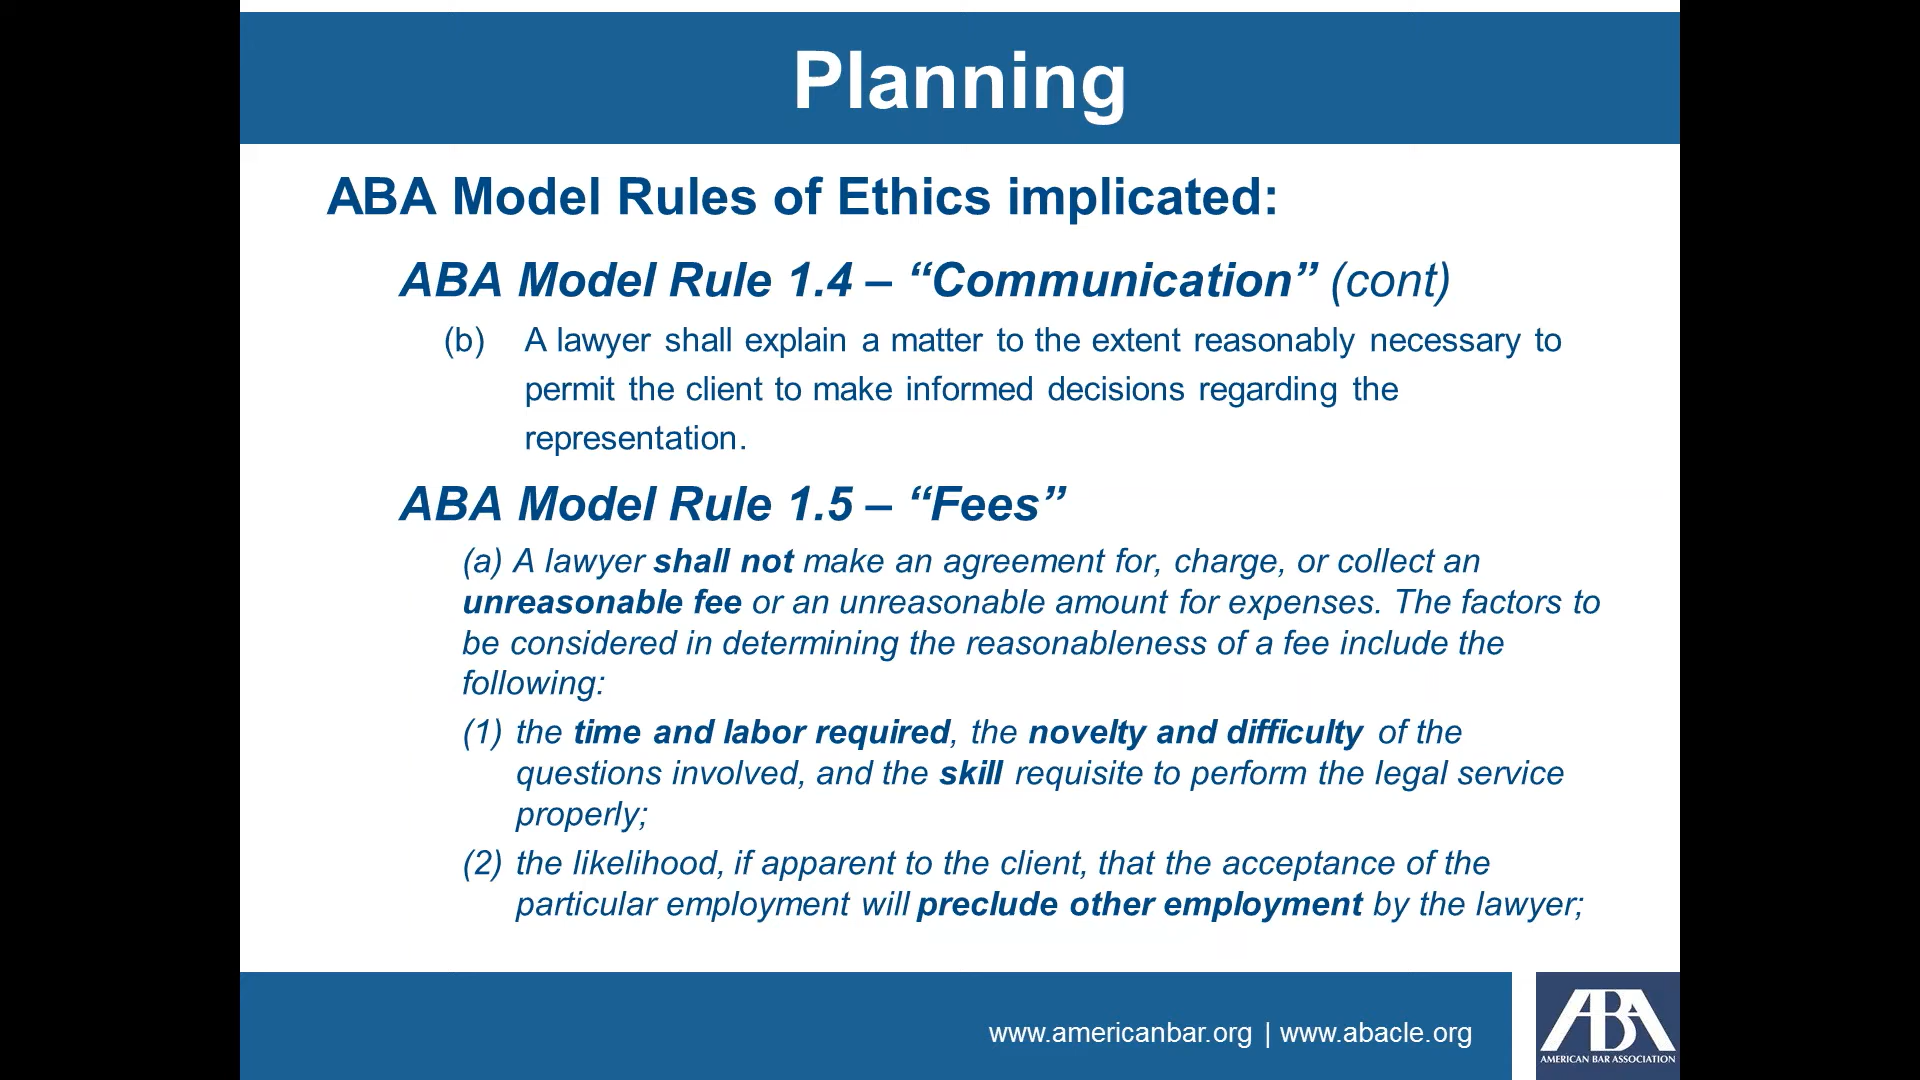 Planning
ABA Model Rules of Ethics implicated:
ABA Model Rule 1.4 – “Communication” (cont)
(b) A lawyer shall explain a matter to the extent reasonably necessary to
permit the client to make informed decisions regarding the
representation.
ABA Model Rule 1.5 – “Fees”
(a) A lawyer shall not make an agreement for, charge, or collect an
unreasonable fee or an unreasonable amount for expenses. The factors to
be considered in determining the reasonableness of a fee include the
following:
(1) the time and labor required, the novelty and difficulty of the
questions involved, and the skill requisite to perform the legal service
properly;
(2) the likelihood, if apparent to the client, that the acceptance of the
particular employment will preclude other employment by the lawyer;
www.americanbar.org | www.abacle.org
ABA
AMERICAN BAR ASSOCIATION